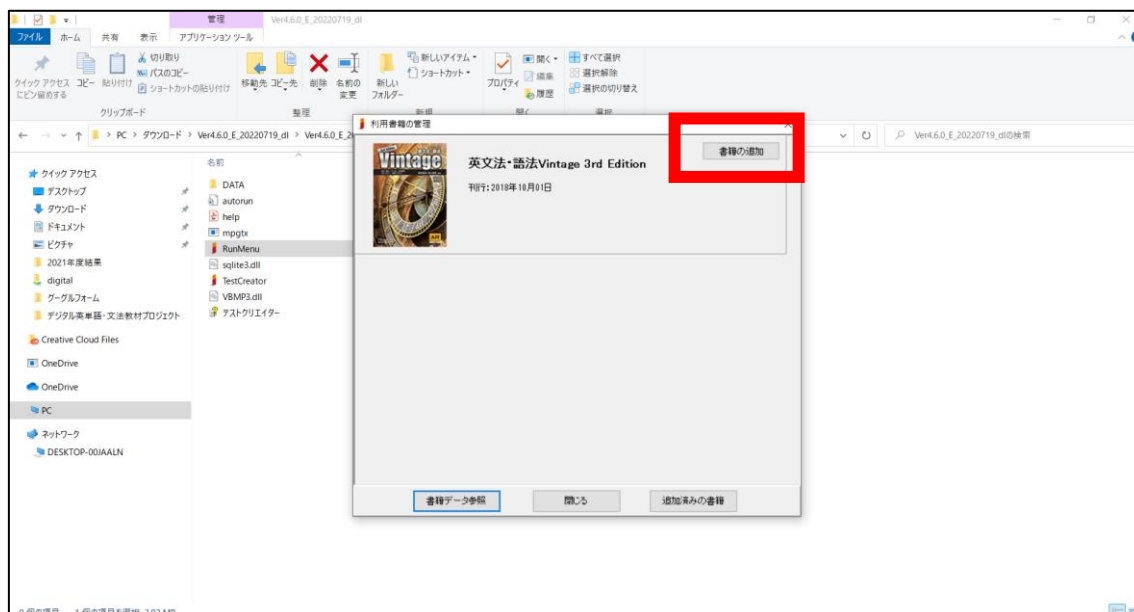 管理
Ver4.6.0_E_20220719_dl
ファイル ホーム 共有 表示 アプリケーション ツール
クイック アクセス
にピン留めする
コピー
貼り付け
切り取り
パスのコピー
ショートカットの貼り付け
移動先
コピー先
削除
名前の
変更
新しい
フォルダー
新しいアイテム
ショートカット
プロパティ
開く
編集
履歴
すべて選択
選択解除
選択の切り替え
クリップボード
整理
新規
開く
選択
PC > ダウンロード > Ver4.6.0_E_20220719_dl > Ver4.6.0_E_2
Ver4.6.0_E_20220719_dlの検索
クイック アクセス
デスクトップ
ダウンロード
ドキュメント
ピクチャ
2021年度結果
digital
グーグルフォーム
デジタル英単語・文法教材プロジェクト
Creative Cloud Files
OneDrive
OneDrive
PC
ネットワーク
DESKTOP-00JAALN
名前
DATA
autorun
help
mpgtx
RunMenu
sqlite3.dll
TestCreator
VBMP3.dll
テストクリエイター
利用書籍の管理
書籍の追加
Vintage
英文法・語法Vintage 3rd Edition
刊行：2018年10月01日
書籍データ参照
閉じる
追加済みの書籍